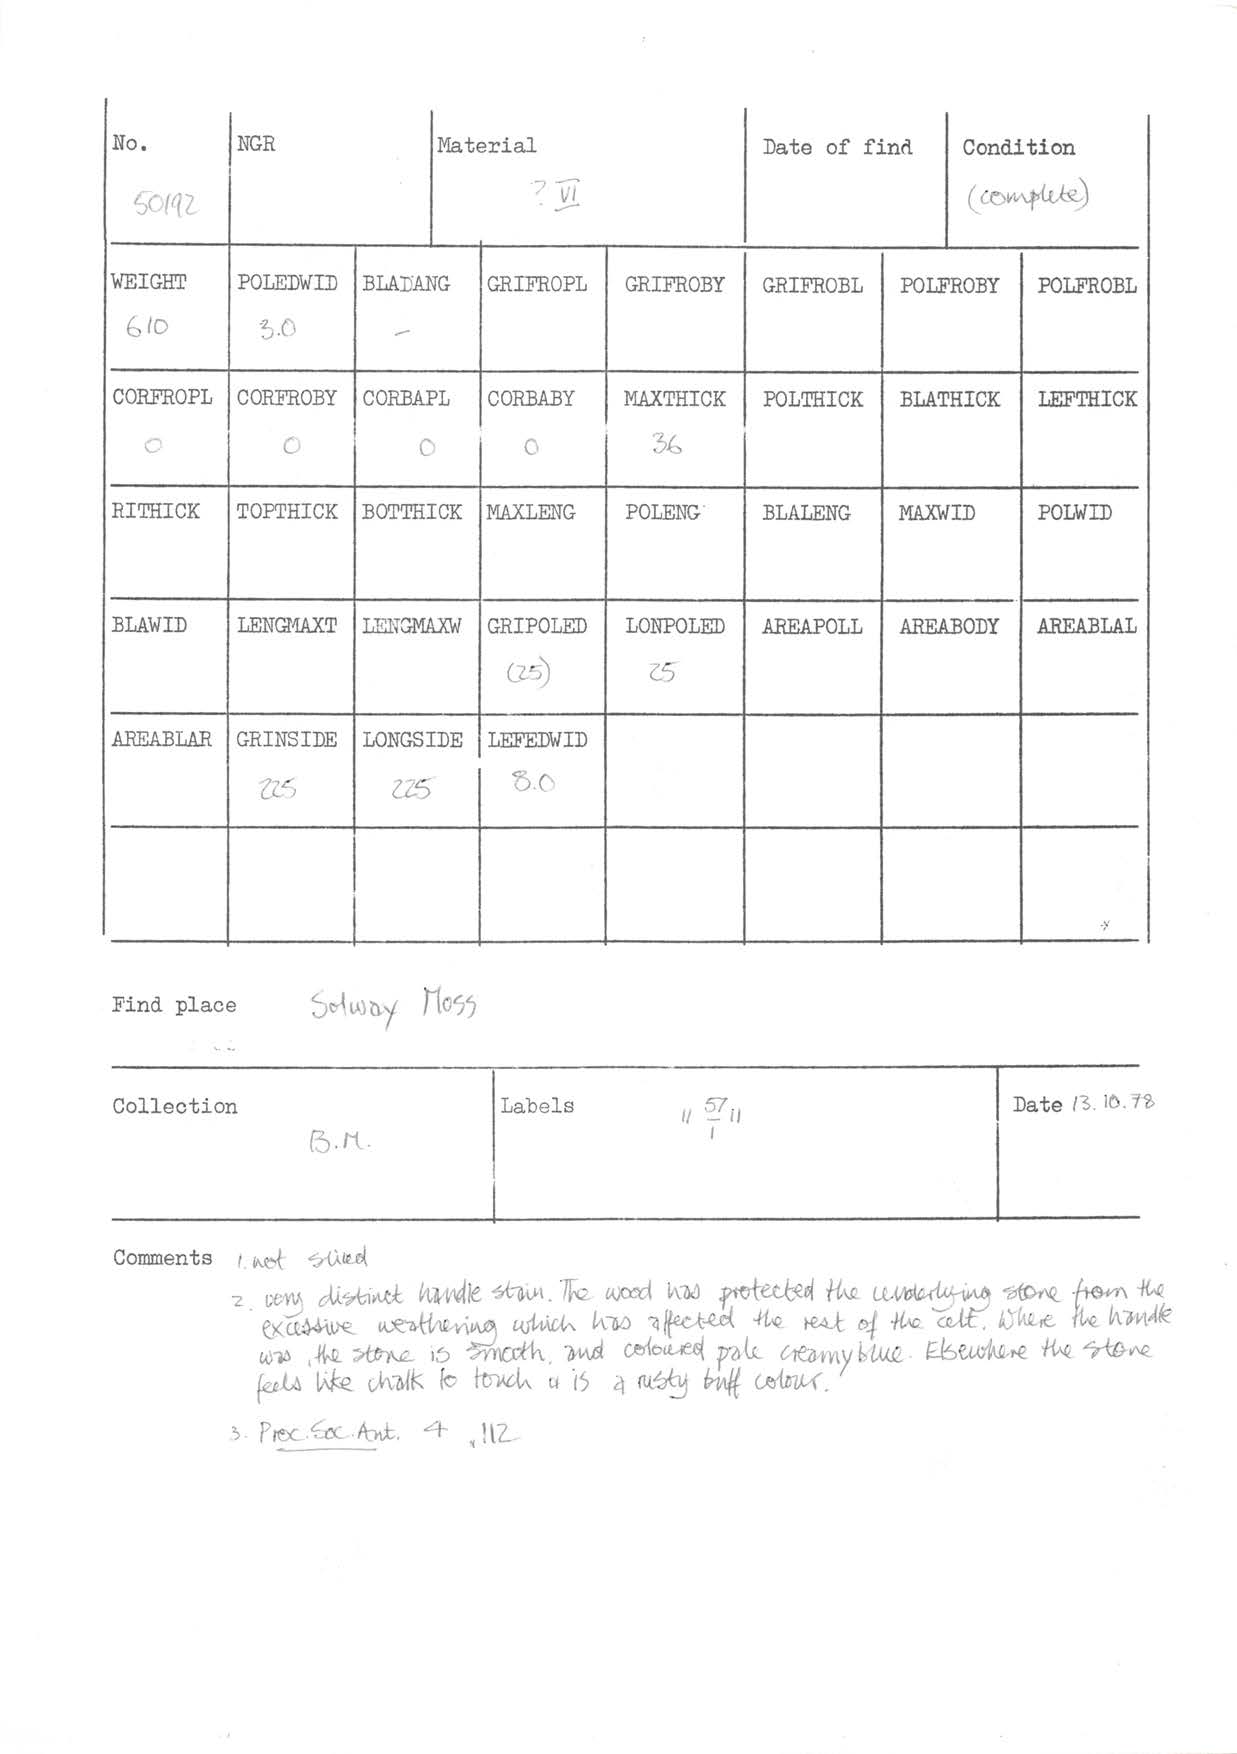 No. NGR Material Date of find Condition
50192 ? VI (complete)
WEIGHT POLEDWID BLADANG GRIFROPL GRIFROBY GRIFROBL POLFROBY POLFROBL
610 3.0 -
CORFROPL CORFROBY CORBAPL CORBABY MAXTHICK POLTHICK BLATHICK LEFTHICK
0 0 0 0 36
RITHICK TOPTHICK BOTTHICK MAXLENG POLENG BLALENG MAXWID POLWID
BLAWID LENGMAXT LENGMAXW GRIPOLED LONPOLED AREAPOLL AREABODY AREABLAL
(25) 25
AREABLAR GRINSIDE LONGSIDE LEFEDWID
225 225 8.0
Find place Solway Moss
Collection Labels "57/1" Date 13.10.78
B.M.
Comments 1. not sliced
2. very distinct handle stain. The wood has protected the underlying stone from the
excessive weathering which has affected the rest of the celt. Where the handle
was, the stone is smooth, and coloured pale creamy blue. Elsewhere the stone
feels like chalk to touch & is a rusty buff colour.
3. Proc. Soc. Ant. 4, 112